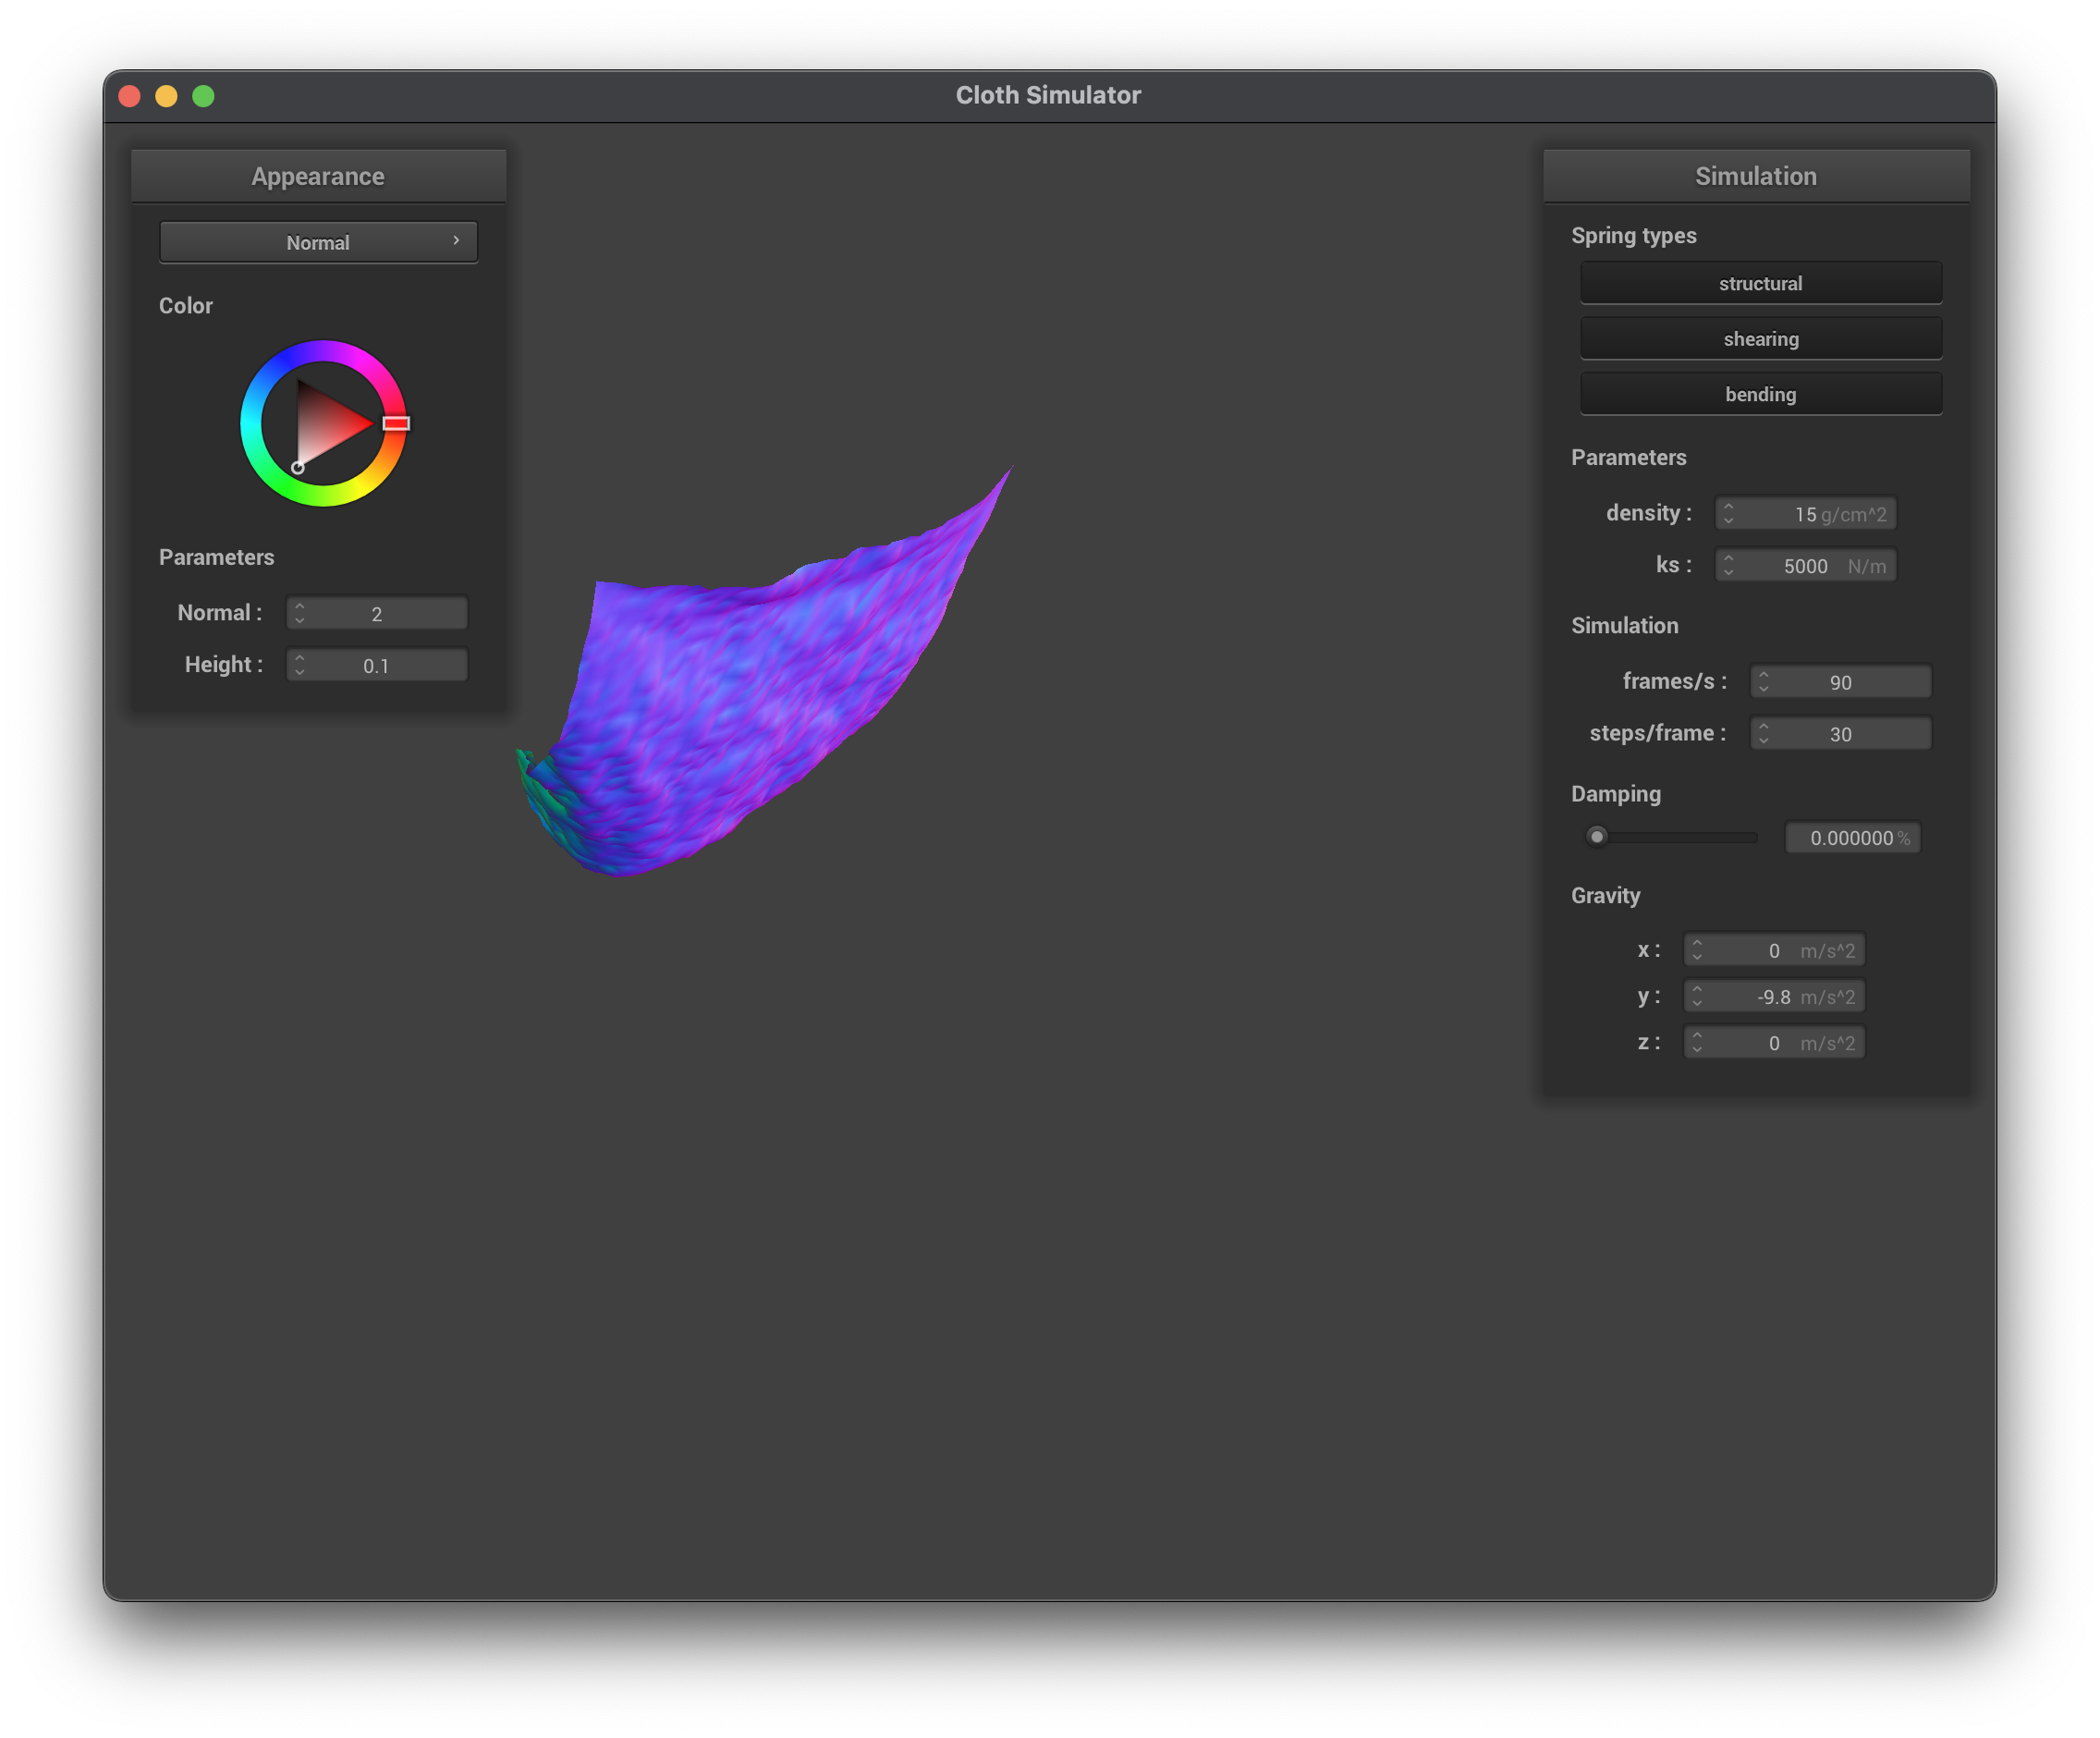 Cloth Simulator
Appearance
Normal
Color
Parameters
Normal : 2
Height : 0.1
Simulation
Spring types
structural
shearing
bending
Parameters
density : 15 g/cm^2
ks : 5000 N/m
Simulation
frames/s : 90
steps/frame : 30
Damping
0.000000 %
Gravity
x : 0 m/s^2
y : -9.8 m/s^2
z : 0 m/s^2